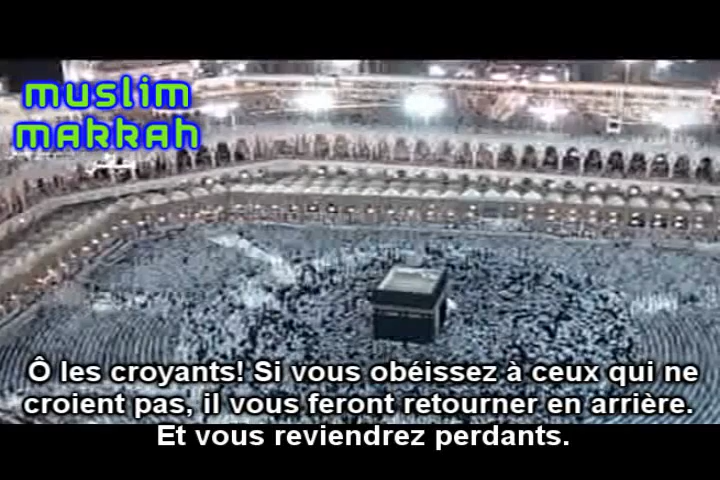 muslim
makkah
Ô les croyants! Si vous obéissez à ceux qui ne
croient pas, il vous feront retourner en arrière.
Et vous reviendrez perdants.